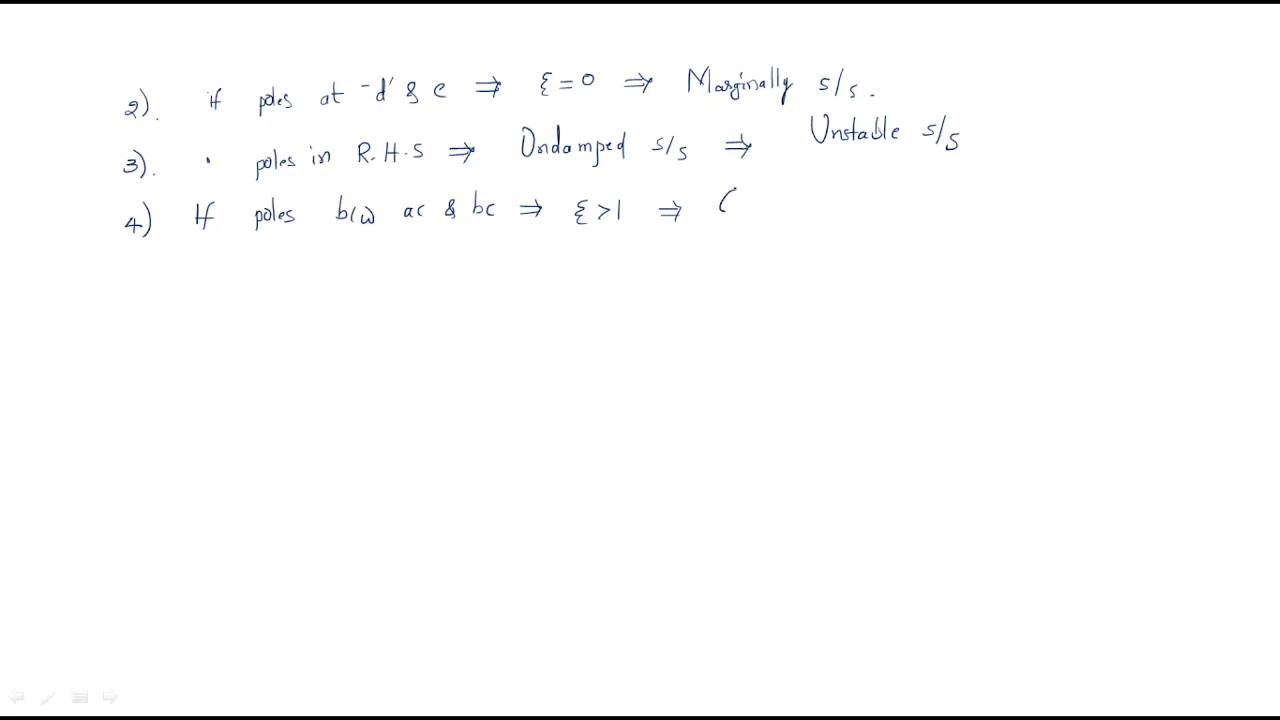 2). if poles at -d' & e ⇒ ξ = 0 ⇒ Marginally s/s.
3). " poles in R.H.S ⇒ Undamped s/s ⇒ Unstable s/s
4) If poles b/w ac & bc ⇒ ξ > 1 ⇒ (